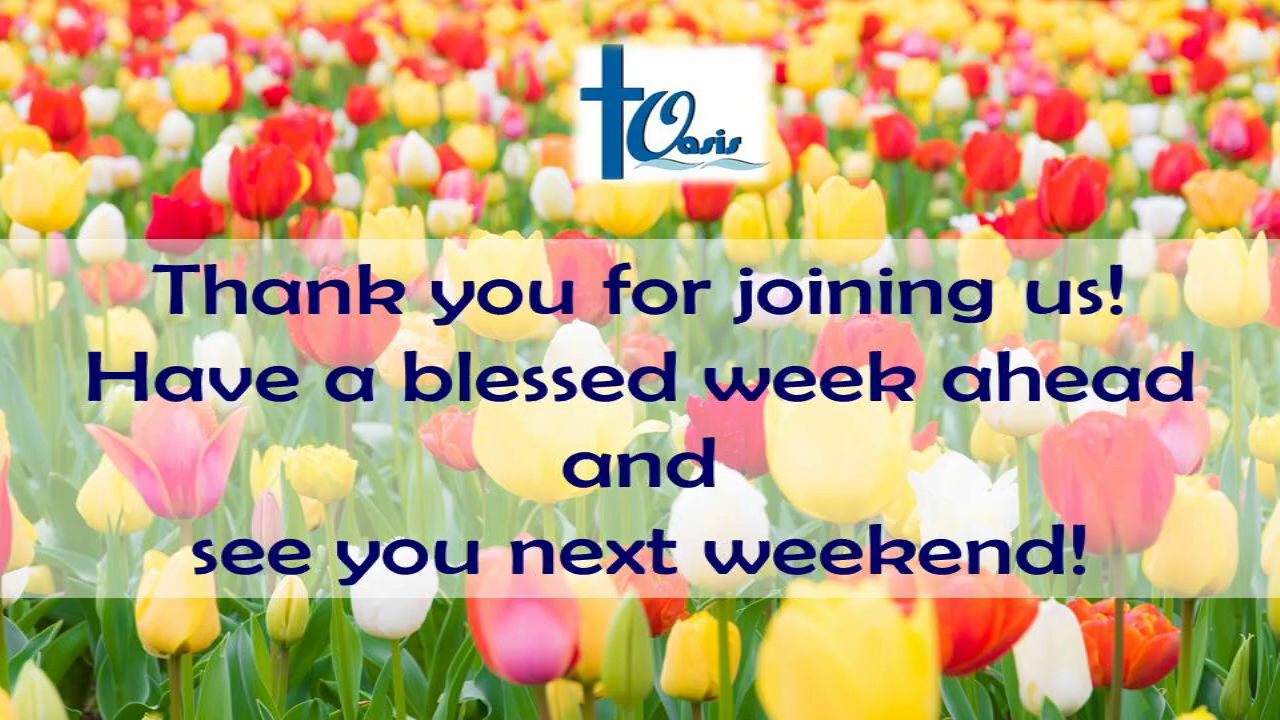 Oasis
Thank you for joining us!
Have a blessed week ahead
and
see you next weekend!